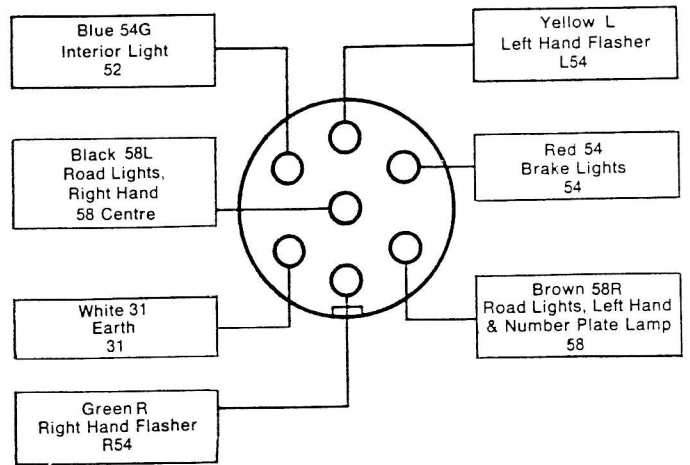 Blue 54G
Interior Light
52
Yellow L
Left Hand Flasher
L54
Black 58L
Road Lights,
Right Hand
58 Centre
Red 54
Brake Lights
54
White 31
Earth
31
Brown 58R
Road Lights, Left Hand
& Number Plate Lamp
58
Green R
Right Hand Flasher
R54